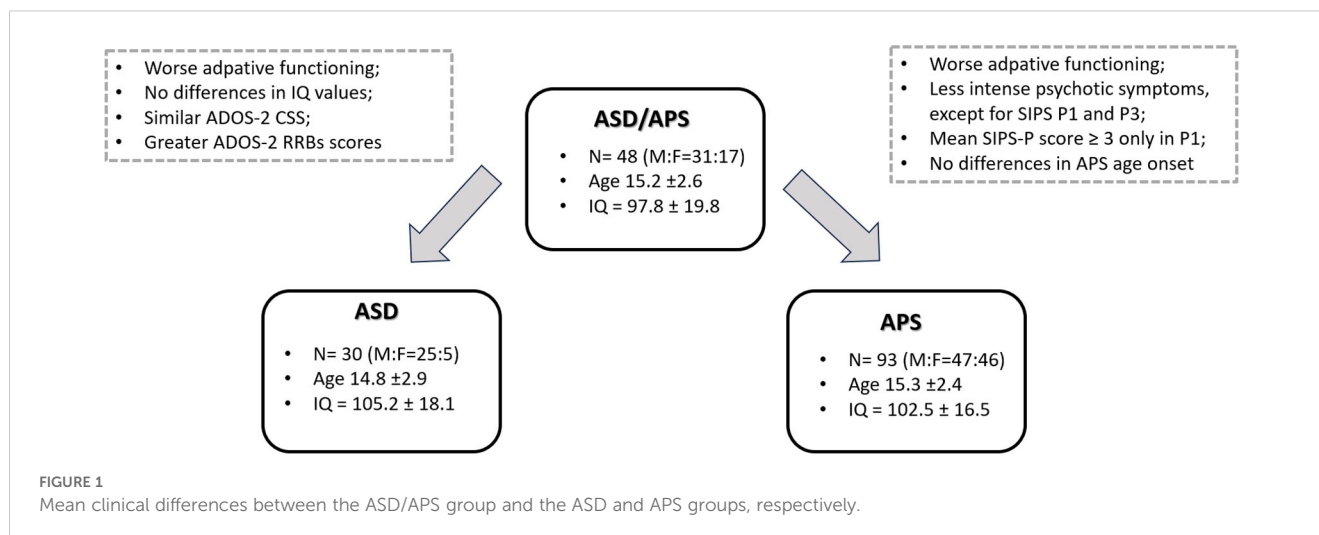 • Worse adpative functioning;
• No differences in IQ values;
• Similar ADOS-2 CSS;
• Greater ADOS-2 RRBs scores
ASD/APS
• N= 48 (M:F=31:17)
• Age 15.2 ±2.6
• IQ = 97.8 ± 19.8
• Worse adpative functioning;
• Less intense psychotic symptoms,
except for SIPS P1 and P3;
• Mean SIPS-P score ≥ 3 only in P1;
• No differences in APS age onset
ASD
• N= 30 (M:F=25:5)
• Age 14.8 ±2.9
• IQ = 105.2 ± 18.1
APS
• N= 93 (M:F=47:46)
• Age 15.3 ±2.4
• IQ = 102.5 ± 16.5
FIGURE 1
Mean clinical differences between the ASD/APS group and the ASD and APS groups, respectively.